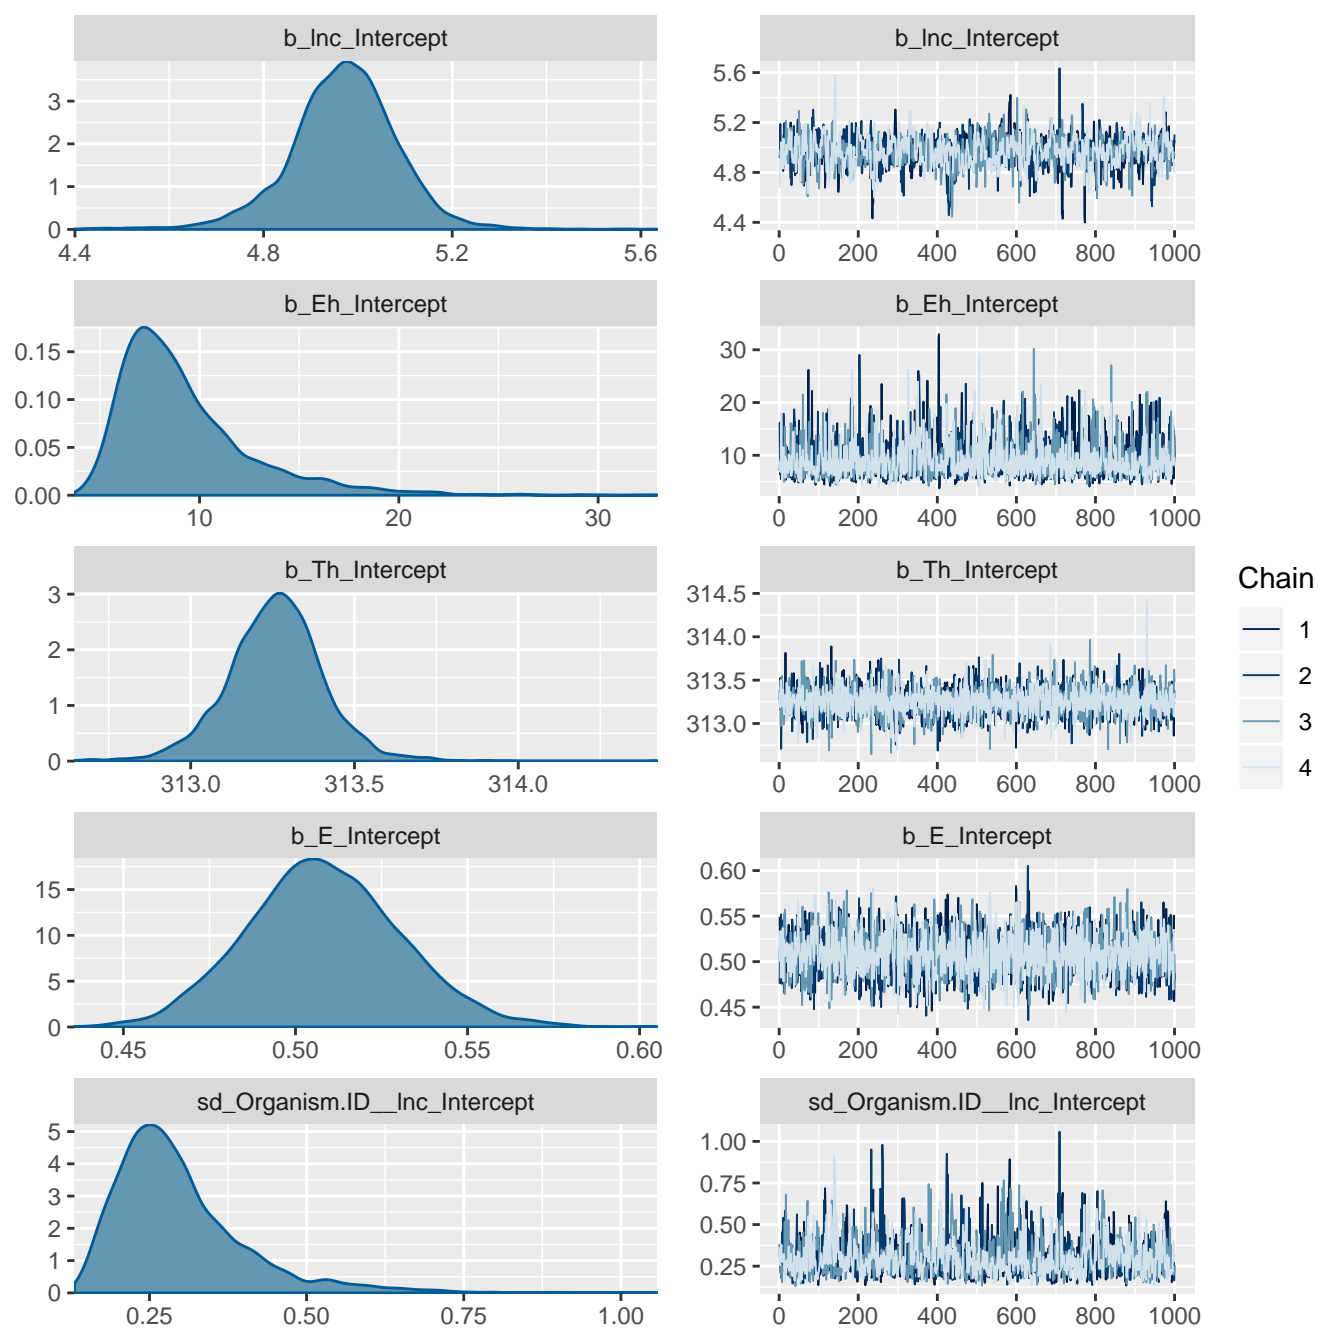 b_lnc_Intercept
3
2
1
0
4.4 4.8 5.2 5.6
b_lnc_Intercept
5.6
5.2
4.8
4.4
0 200 400 600 800 1000
b_Eh_Intercept
0.15
0.10
0.05
0.00
10 20 30
b_Eh_Intercept
30
20
10
0 200 400 600 800 1000
b_Th_Intercept
3
2
1
0
313.0 313.5 314.0
b_Th_Intercept
314.5
314.0
313.5
313.0
0 200 400 600 800 1000
b_E_Intercept
15
10
5
0
0.45 0.50 0.55 0.60
b_E_Intercept
0.60
0.55
0.50
0.45
0 200 400 600 800 1000
sd_Organism.ID__lnc_Intercept
5
4
3
2
1
0
0.25 0.50 0.75 1.00
sd_Organism.ID__lnc_Intercept
1.00
0.75
0.50
0.25
0 200 400 600 800 1000
Chain
1
2
3
4